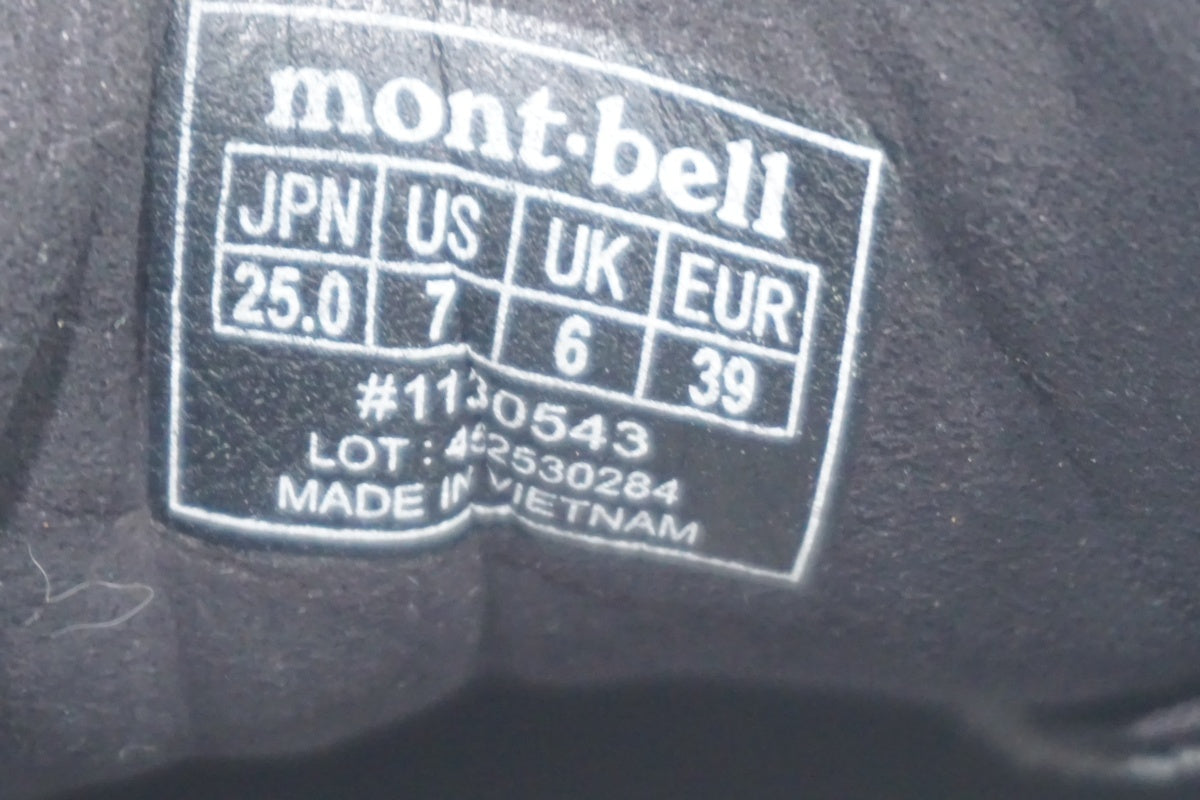 mont·bell
JPN US UK EUR
25.0 7 6 39
#1130543
LOT :
MADE IN VIETNAM